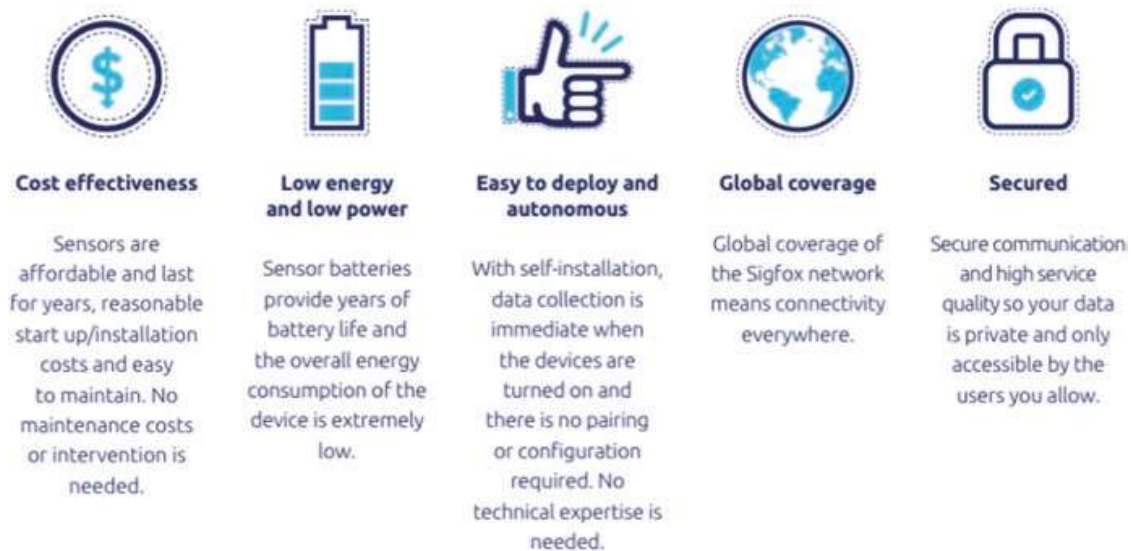 Cost effectiveness
Sensors are
affordable and last
for years, reasonable
start up/installation
costs and easy
to maintain. No
maintenance costs
or intervention is
needed.
Low energy
and low power
Sensor batteries
provide years of
battery life and
the overall energy
consumption of the
device is extremely
low.
Easy to deploy and
autonomous
With self-installation,
data collection is
immediate when
the devices are
turned on and
there is no pairing
or configuration
required. No
technical expertise is
needed.
Global coverage
Global coverage of
the Sigfox network
means connectivity
everywhere.
Secured
Secure communication
and high service
quality so your data
is private and only
accessible by the
users you allow.